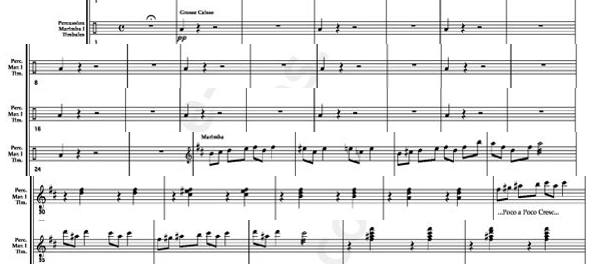 Grosse Caisse
Percussion
Marimba I
Timbales
pp
1
Perc.
Mar. I
Tim.
8
Perc.
Mar. I
Tim.
16
Marimba
Perc.
Mar. I
Tim.
24
Perc.
Mar. I
Tim.
30
...Poco a Poco Cresc...
Perc.
Mar. I
Tim.
35